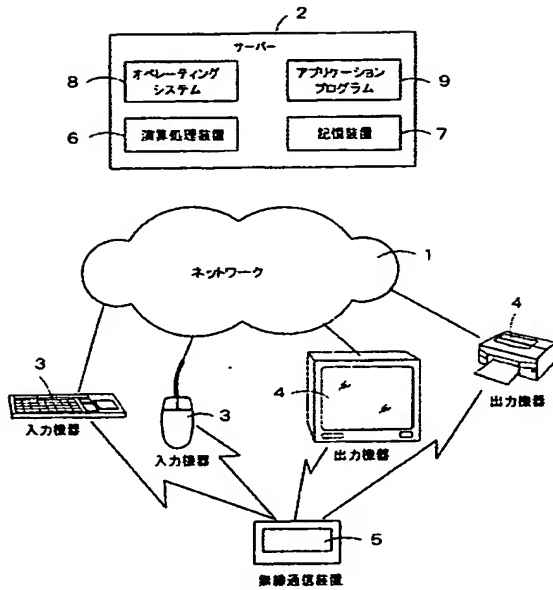 2
サーバー
8
オペレーティング
システム
アプリケーション
プログラム
9
6
演算処理装置
記憶装置
7
ネットワーク
1
3
入力機器
3
入力機器
4
出力機器
4
出力機器
5
無線通信装置